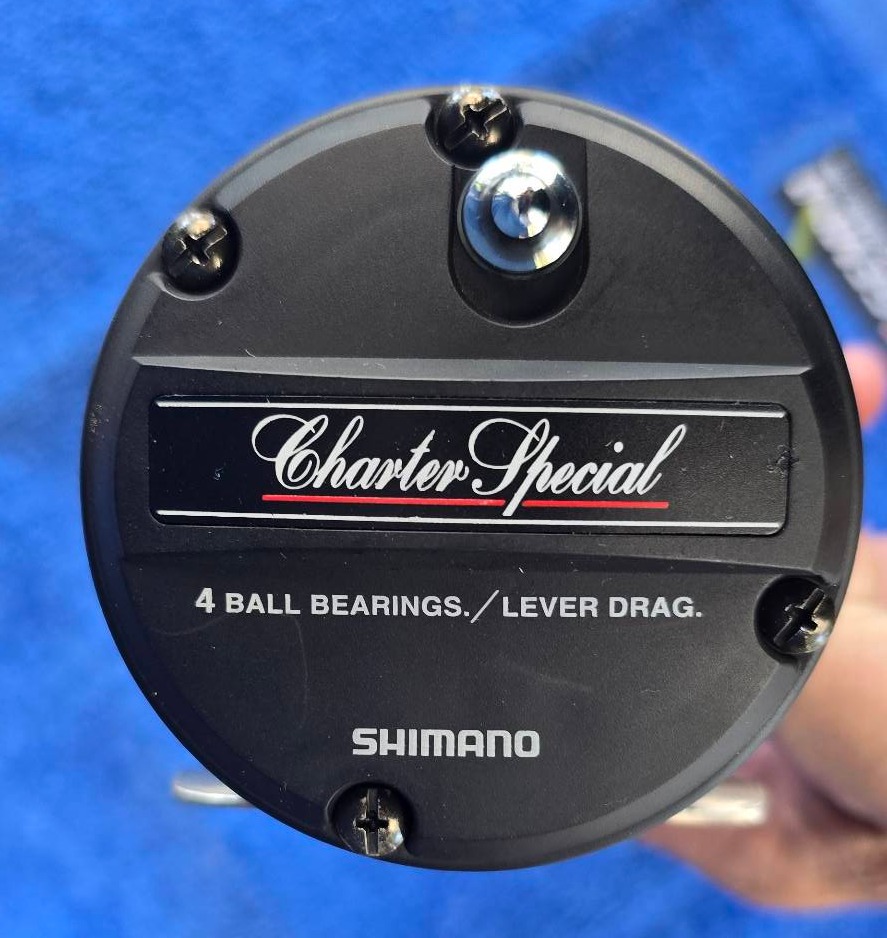 Charter Special
4 BALL BEARINGS./LEVER DRAG.
SHIMANO